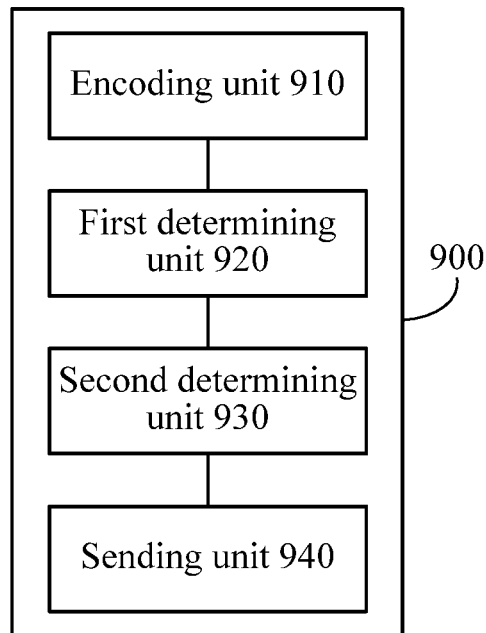 Encoding unit 910
First determining
unit 920
900
Second determining
unit 930
Sending unit 940